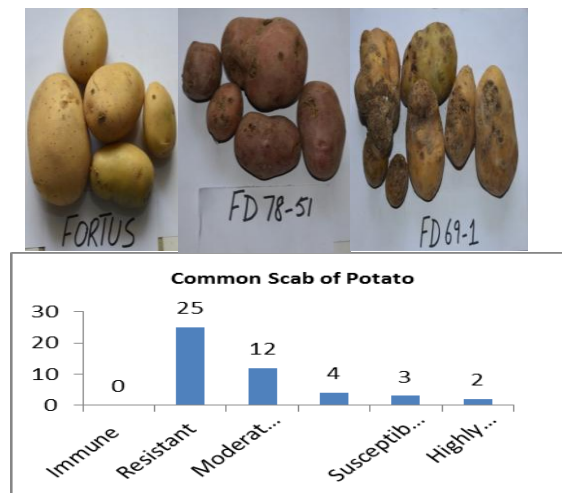 FORTUS
FD 78-51
FD 69-1
Common Scab of Potato
30
20
10
0
0
25
12
4
3
2
Immune
Resistant
Moderat...
Susceptib...
Highly...